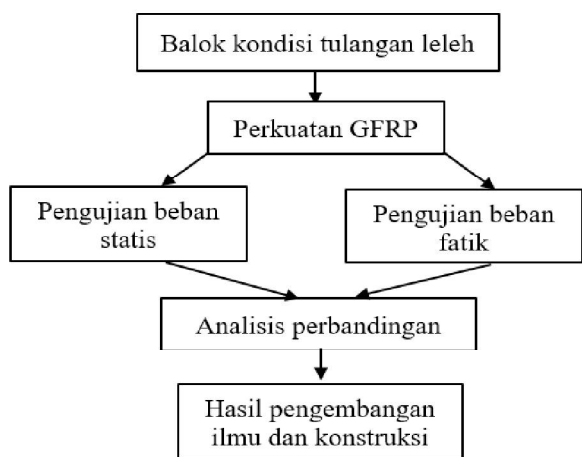 Balok kondisi tulangan leleh
Perkuatan GFRP
Pengujian beban
statis
Pengujian beban
fatik
Analisis perbandingan
Hasil pengembangan
ilmu dan konstruksi